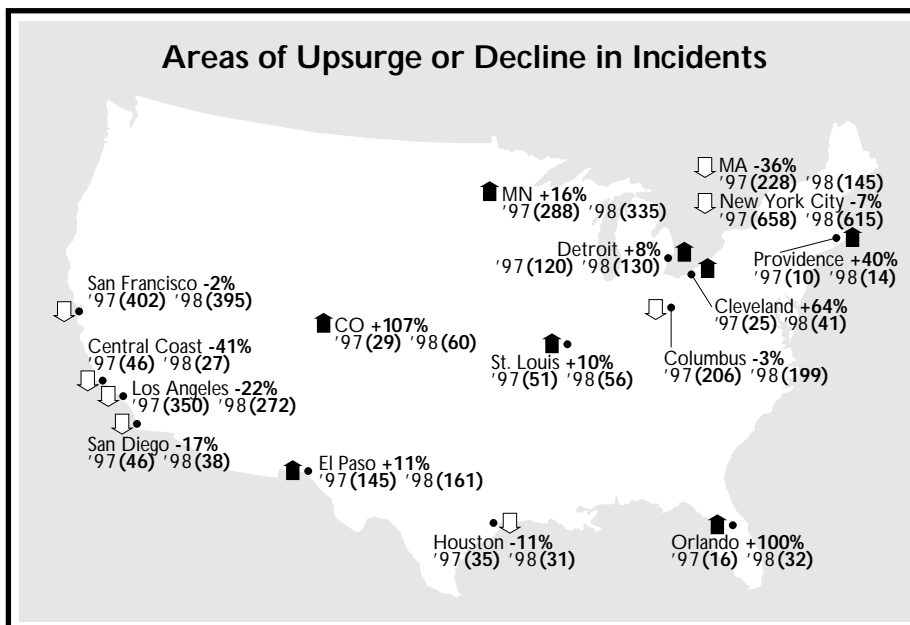 Areas of Upsurge or Decline in Incidents
MA -36%
'97(228) '98(145)
New York City -7%
'97(658) '98(615)
MN +16%
'97(288) '98(335)
Detroit +8%
'97(120) '98(130)
Providence +40%
'97(10) '98(14)
Cleveland +64%
'97(25) '98(41)
San Francisco -2%
'97(402) '98(395)
CO +107%
'97(29) '98(60)
Central Coast -41%
'97(46) '98(27)
St. Louis +10%
'97(51) '98(56)
Columbus -3%
'97(206) '98(199)
Los Angeles -22%
'97(350) '98(272)
San Diego -17%
'97(46) '98(38)
El Paso +11%
'97(145) '98(161)
Houston -11%
'97(35) '98(31)
Orlando +100%
'97(16) '98(32)